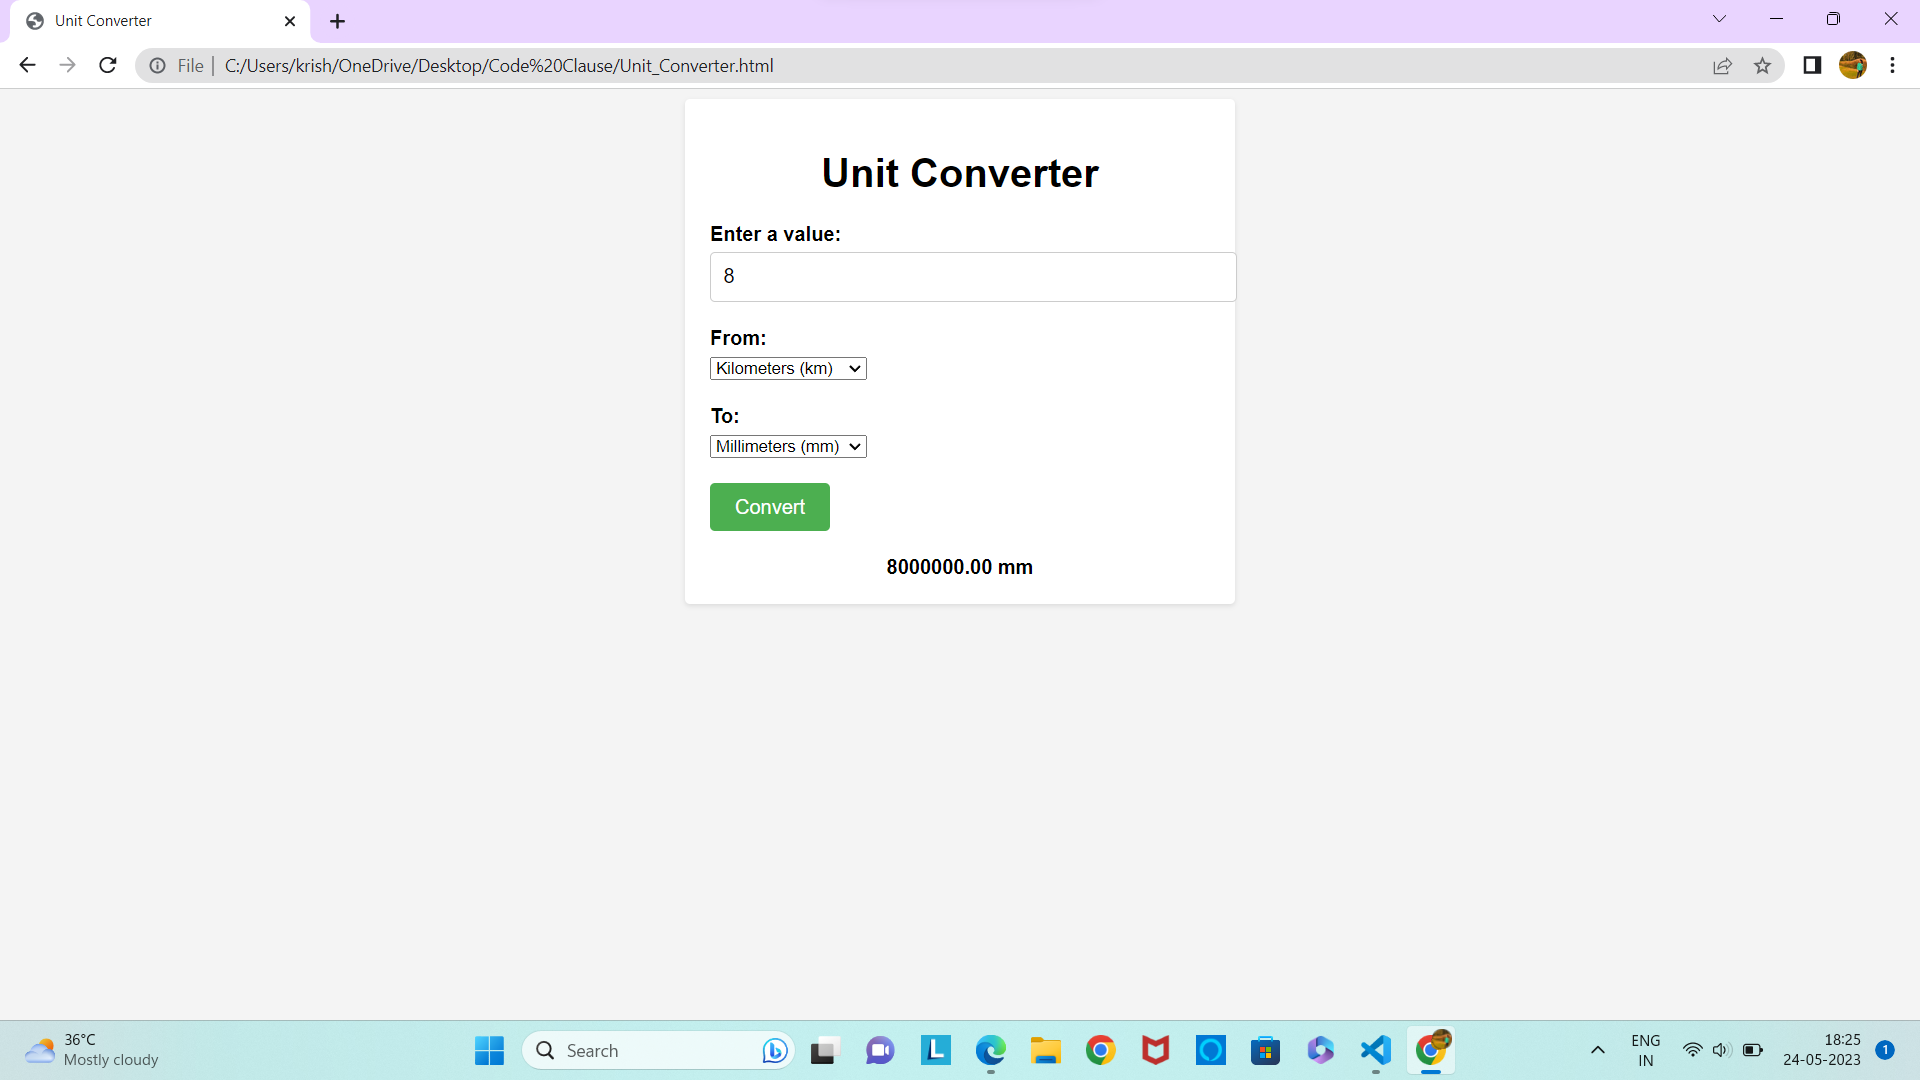 Unit Converter
File | C:/Users/krish/OneDrive/Desktop/Code%20Clause/Unit_Converter.html
Unit Converter
Enter a value:
8
From:
Kilometers (km)
To:
Millimeters (mm)
Convert
8000000.00 mm
36°C
Mostly cloudy
Search
L
ENG
IN
18:25
24-05-2023
1